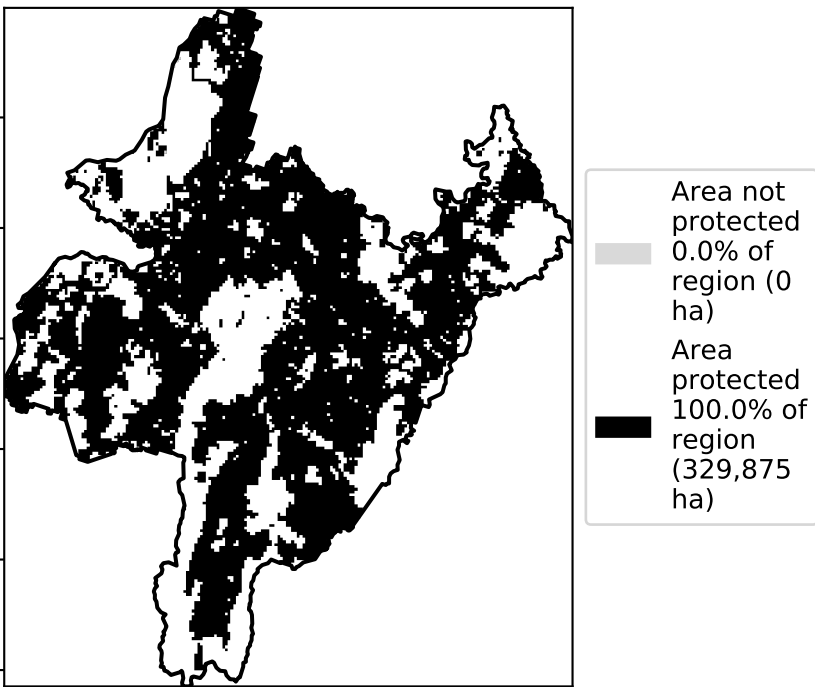 Area not
protected
0.0% of
region (0
ha)
Area
protected
100.0% of
region
(329,875
ha)